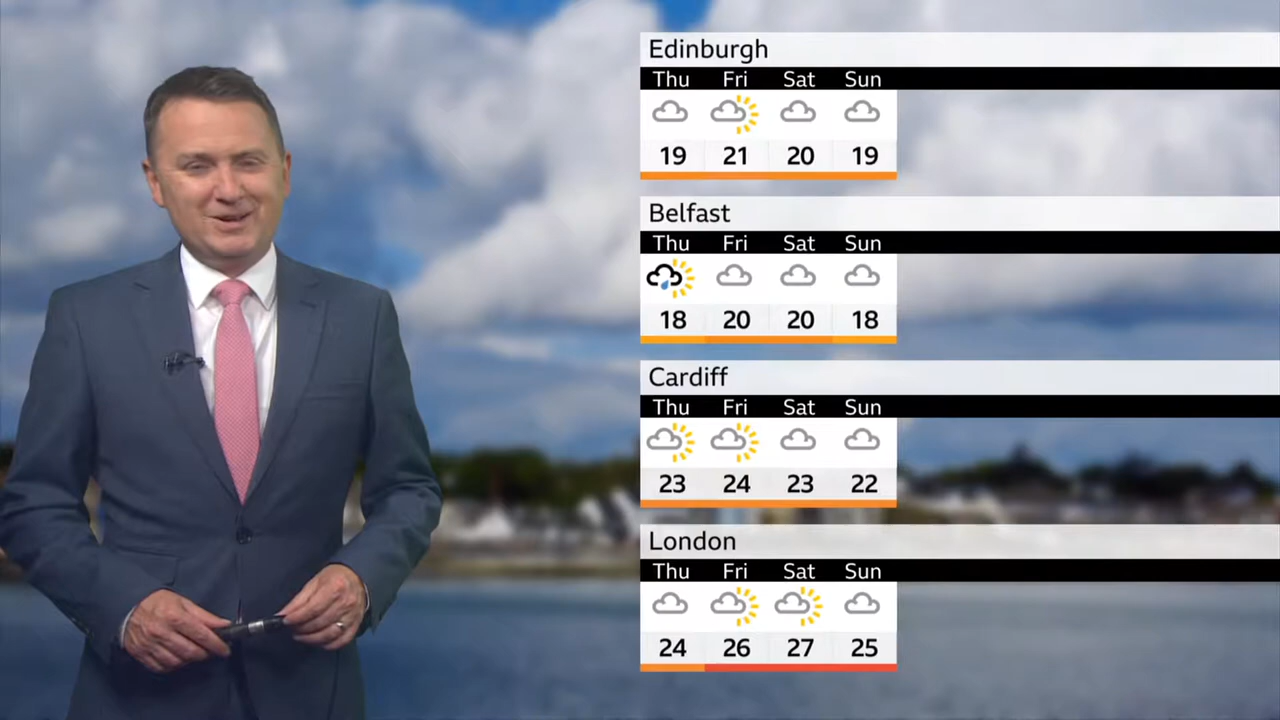 Edinburgh
Thu Fri Sat Sun
19 21 20 19
Belfast
Thu Fri Sat Sun
18 20 20 18
Cardiff
Thu Fri Sat Sun
23 24 23 22
London
Thu Fri Sat Sun
24 26 27 25